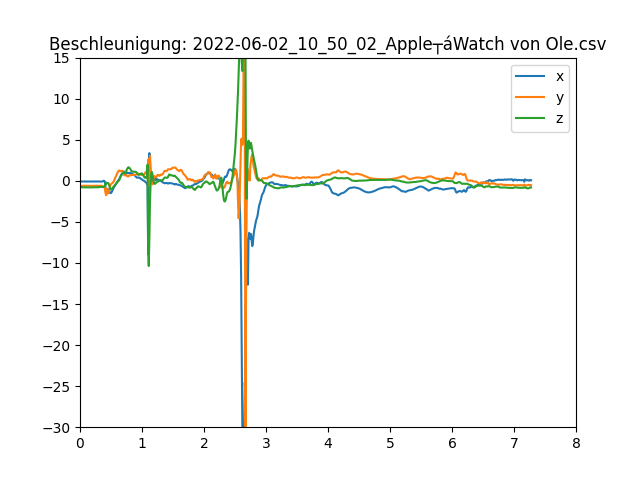 Beschleunigung: 2022-06-02_10_50_02_Apple┬áWatch von Ole.csv
15
10
5
0
−5
−10
−15
−20
−25
−30
0 1 2 3 4 5 6 7 8
x
y
z